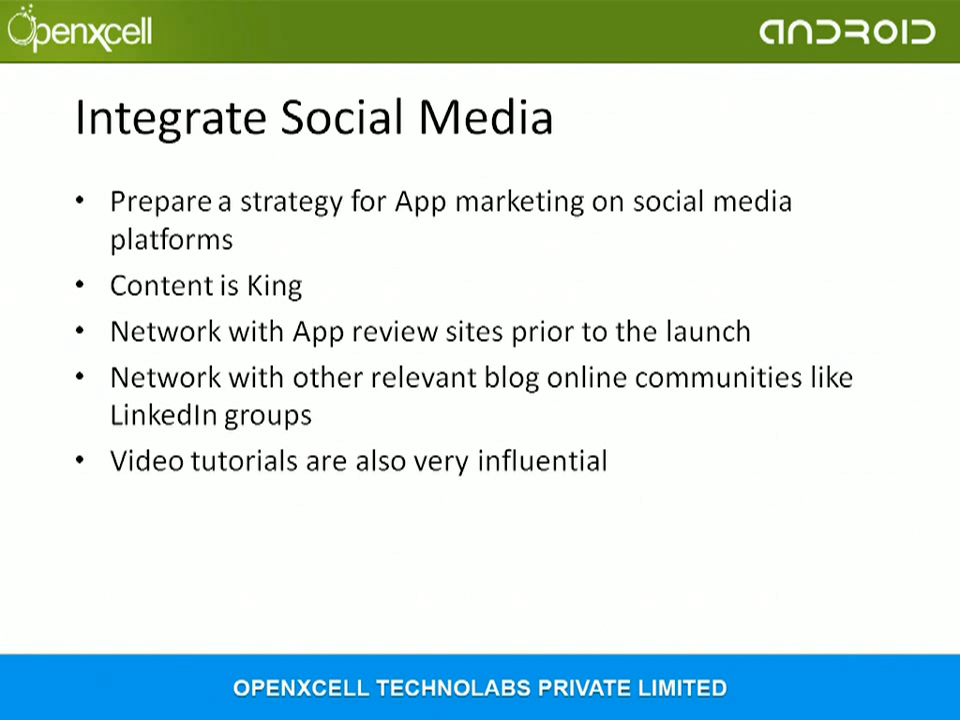 Openxcell
ANDROID
Integrate Social Media
• Prepare a strategy for App marketing on social media
platforms
• Content is King
• Network with App review sites prior to the launch
• Network with other relevant blog online communities like
LinkedIn groups
• Video tutorials are also very influential
OPENXCELL TECHNOLABS PRIVATE LIMITED